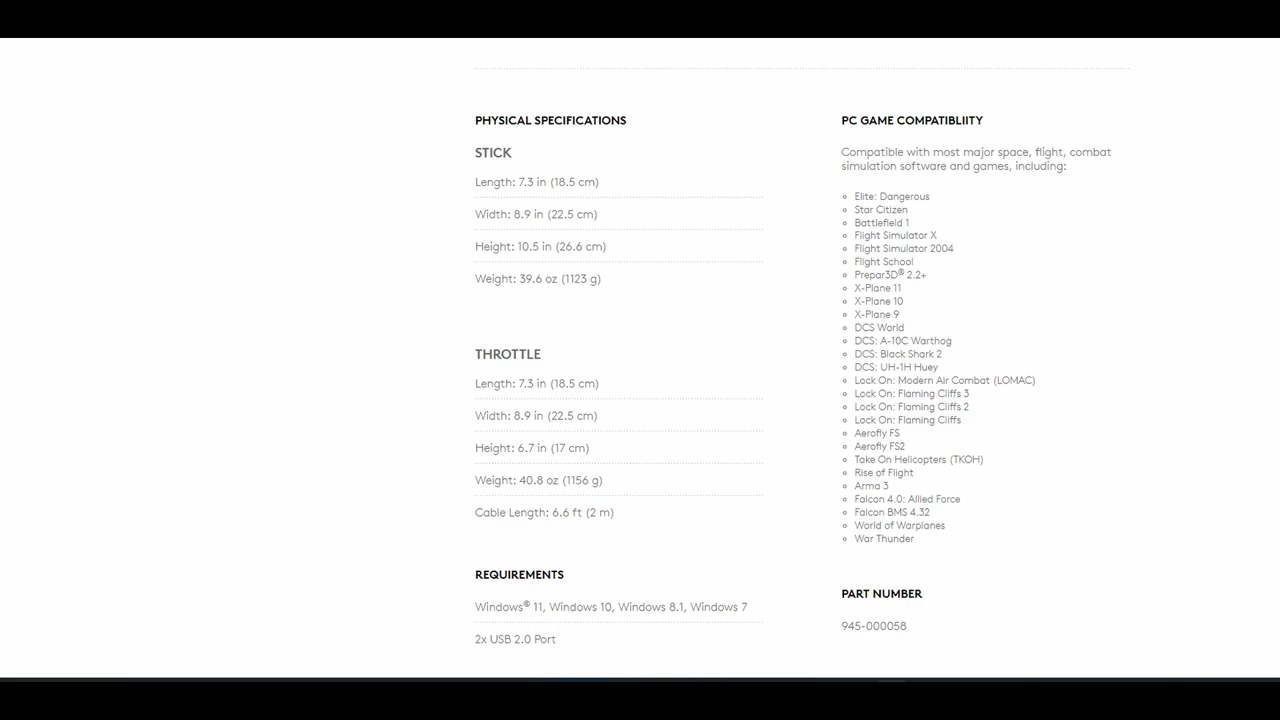 PHYSICAL SPECIFICATIONS
STICK
Length: 7.3 in (18.5 cm)
Width: 8.9 in (22.5 cm)
Height: 10.5 in (26.6 cm)
Weight: 39.6 oz (1123 g)
THROTTLE
Length: 7.3 in (18.5 cm)
Width: 8.9 in (22.5 cm)
Height: 6.7 in (17 cm)
Weight: 40.8 oz (1156 g)
Cable Length: 6.6 ft (2 m)
REQUIREMENTS
Windows® 11, Windows 10, Windows 8.1, Windows 7
2x USB 2.0 Port
PC GAME COMPATIBLIITY
Compatible with most major space, flight, combat
simulation software and games, including:
Elite: Dangerous
Star Citizen
Battlefield 1
Flight Simulator X
Flight Simulator 2004
Flight School
Prepar3D® 2.2+
X-Plane 11
X-Plane 10
X-Plane 9
DCS World
DCS: A-10C Warthog
DCS: Black Shark 2
DCS: UH-1H Huey
Lock On: Modern Air Combat (LOMAC)
Lock On: Flaming Cliffs 3
Lock On: Flaming Cliffs 2
Lock On: Flaming Cliffs
Aerofly FS
Aerofly FS2
Take On Helicopters (TKOH)
Rise of Flight
Arma 3
Falcon 4.0: Allied Force
Falcon BMS 4.32
World of Warplanes
War Thunder
PART NUMBER
945-000058